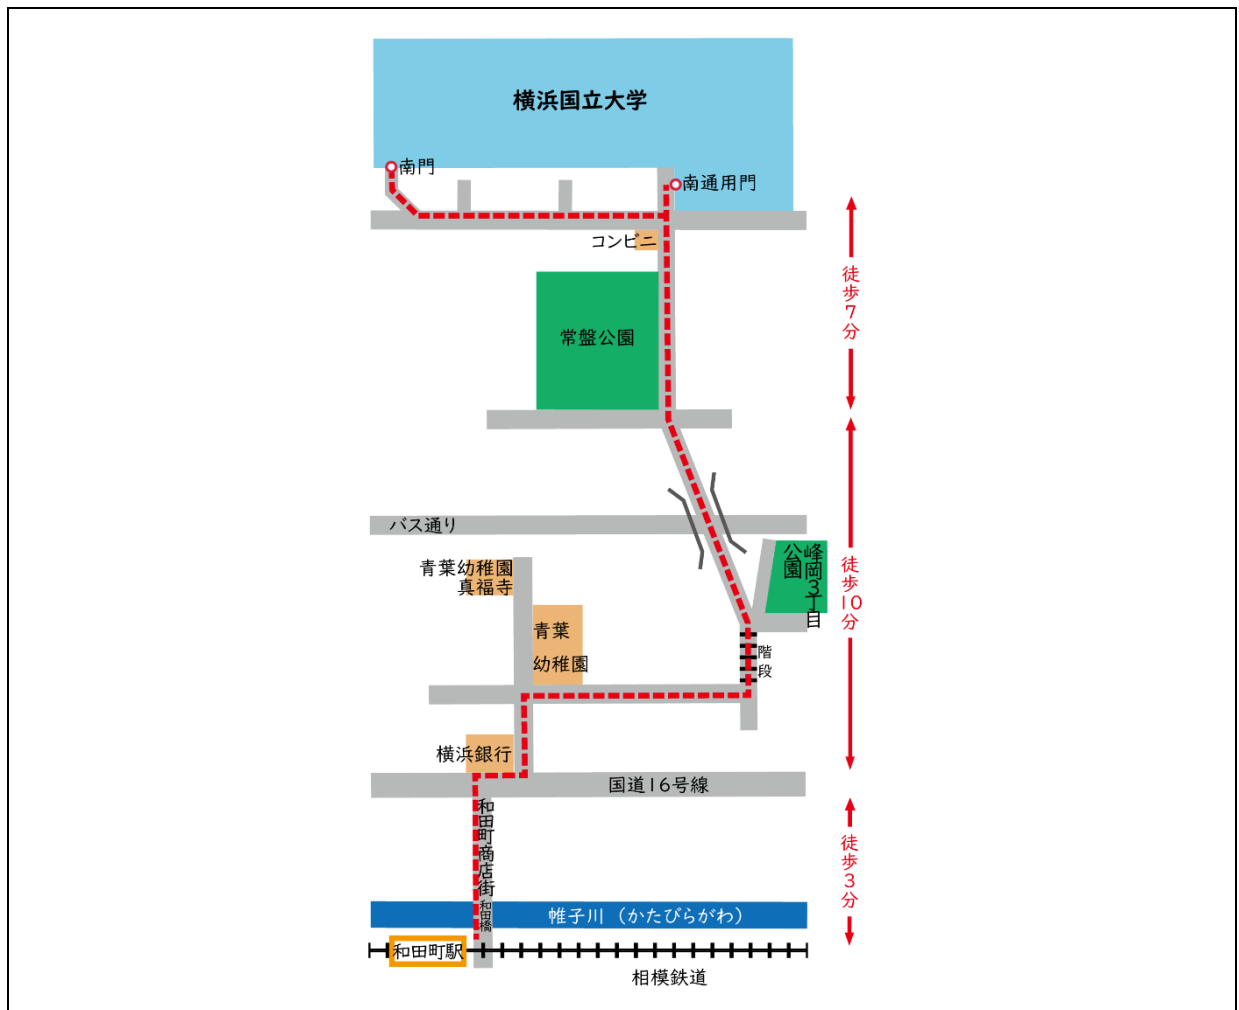 横浜国立大学
南門
南通用門
コンビニ
徒歩7分
常盤公園
バス通り
峰岡3丁目
公園
青葉幼稚園
真福寺
徒歩10分
青葉
幼稚園
階段
横浜銀行
国道16号線
和田町商店街
徒歩3分
和田橋
帷子川（かたびらがわ）
和田町駅
相模鉄道